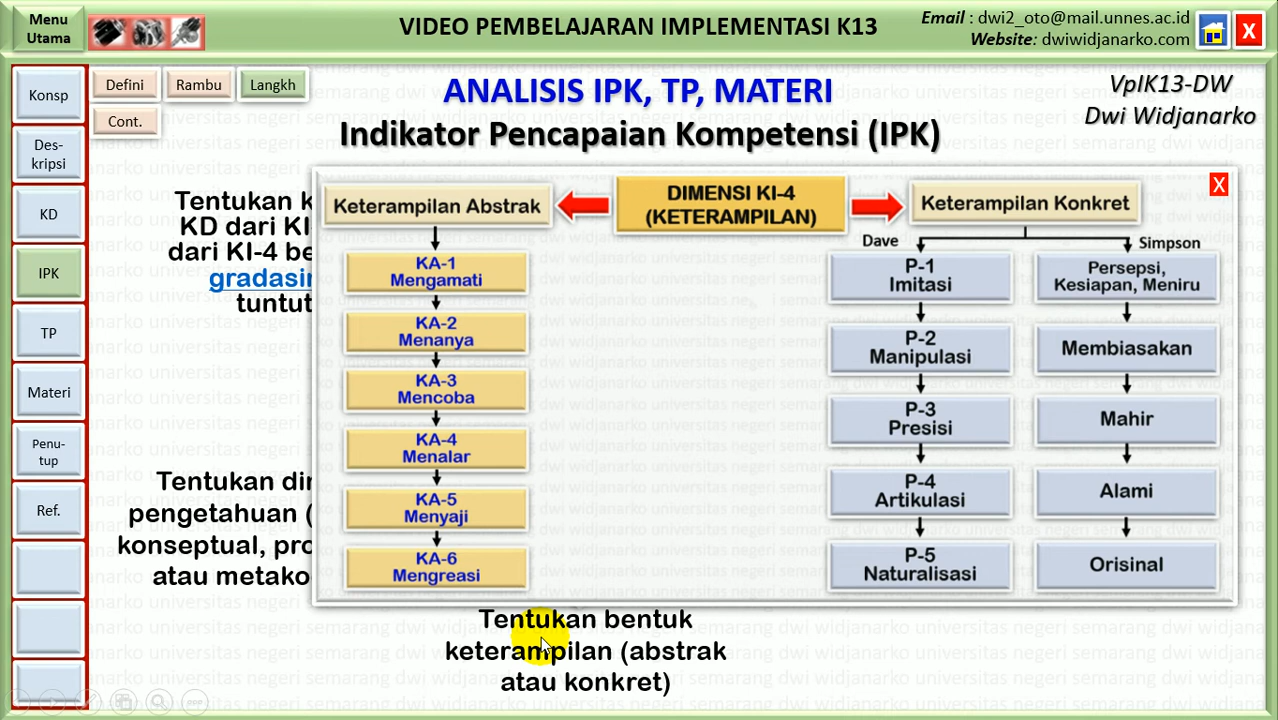 Menu
Utama
VIDEO PEMBELAJARAN IMPLEMENTASI K13
Email : dwi2_oto@mail.unnes.ac.id
Website: dwiwidjanarko.com
X
Konsp
Des-
kripsi
KD
IPK
TP
Materi
Penu-
tup
Ref.
Defini
Rambu
Langkh
Cont.
ANALISIS IPK, TP, MATERI
Indikator Pencapaian Kompetensi (IPK)
VpIK13-DW
Dwi Widjanarko
Tentukan k
KD dari KI
dari KI-4 be
gradasin
tuntut
Tentukan di
pengetahuan (
konseptual, pro
atau metako
X
DIMENSI KI-4
(KETERAMPILAN)
Keterampilan Abstrak
KA-1
Mengamati
KA-2
Menanya
KA-3
Mencoba
KA-4
Menalar
KA-5
Menyaji
KA-6
Mengreasi
Keterampilan Konkret
Dave
P-1
Imitasi
P-2
Manipulasi
P-3
Presisi
P-4
Artikulasi
P-5
Naturalisasi
Simpson
Persepsi,
Kesiapan, Meniru
Membiasakan
Mahir
Alami
Orisinal
Tentukan bentuk
keterampilan (abstrak
atau konkret)